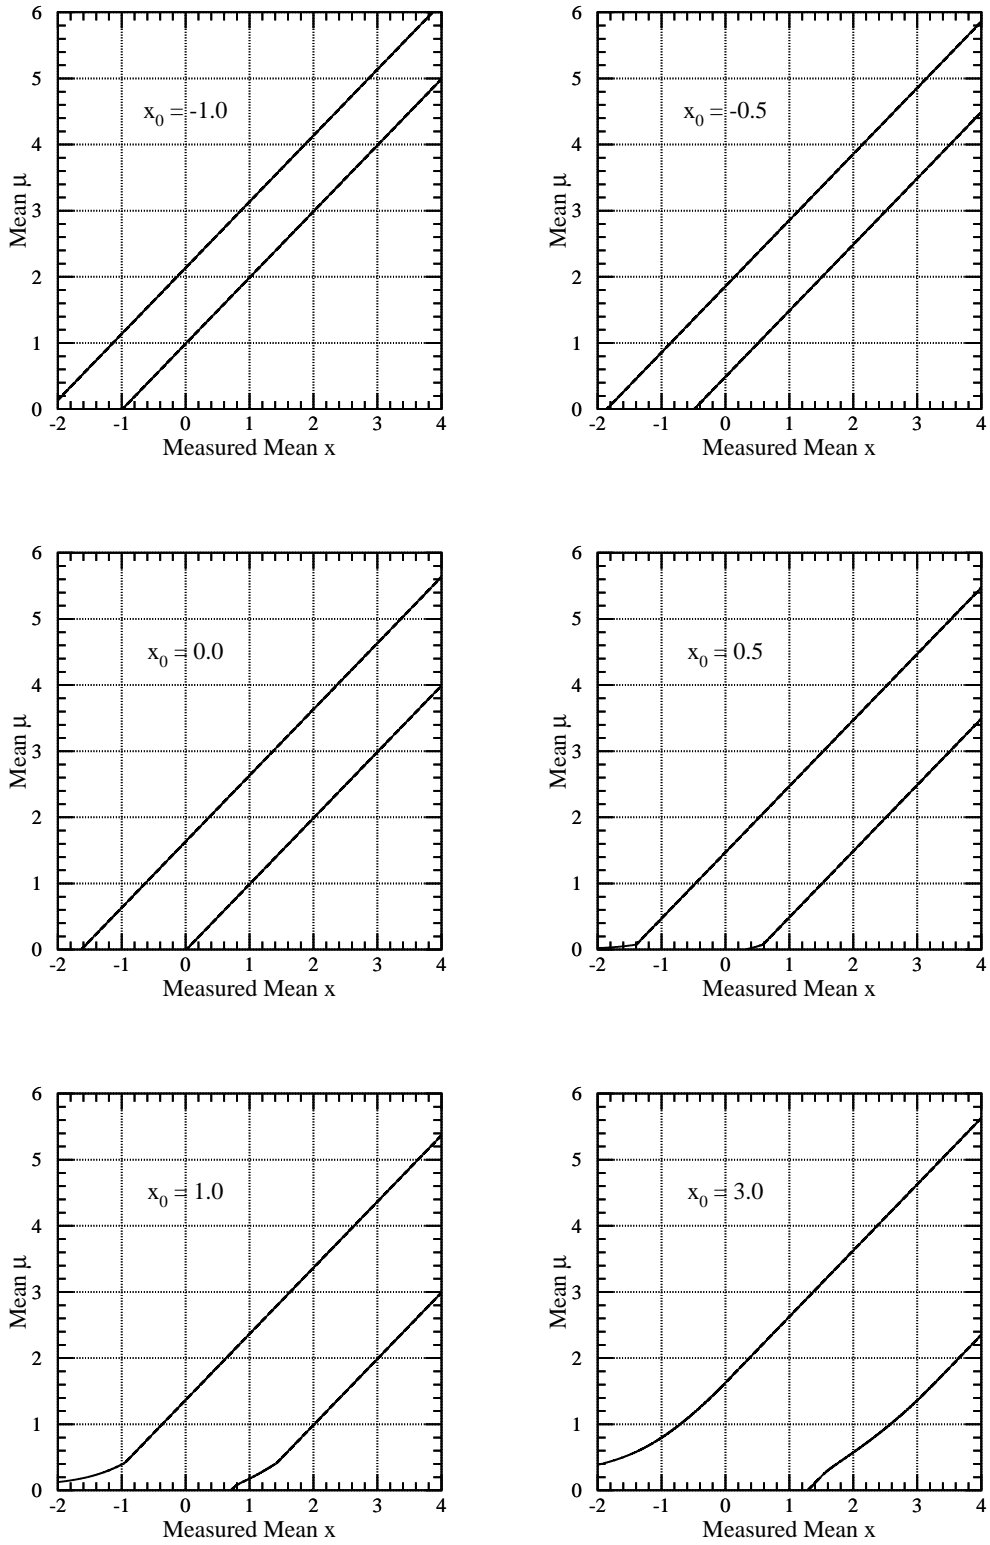 6
5
4
3
2
1
0
x₀ = -1.0
Mean μ
-2 -1 0 1 2 3 4
Measured Mean x
6
5
4
3
2
1
0
x₀ = -0.5
Mean μ
-2 -1 0 1 2 3 4
Measured Mean x
6
5
4
3
2
1
0
x₀ = 0.0
Mean μ
-2 -1 0 1 2 3 4
Measured Mean x
6
5
4
3
2
1
0
x₀ = 0.5
Mean μ
-2 -1 0 1 2 3 4
Measured Mean x
6
5
4
3
2
1
0
x₀ = 1.0
Mean μ
-2 -1 0 1 2 3 4
Measured Mean x
6
5
4
3
2
1
0
x₀ = 3.0
Mean μ
-2 -1 0 1 2 3 4
Measured Mean x